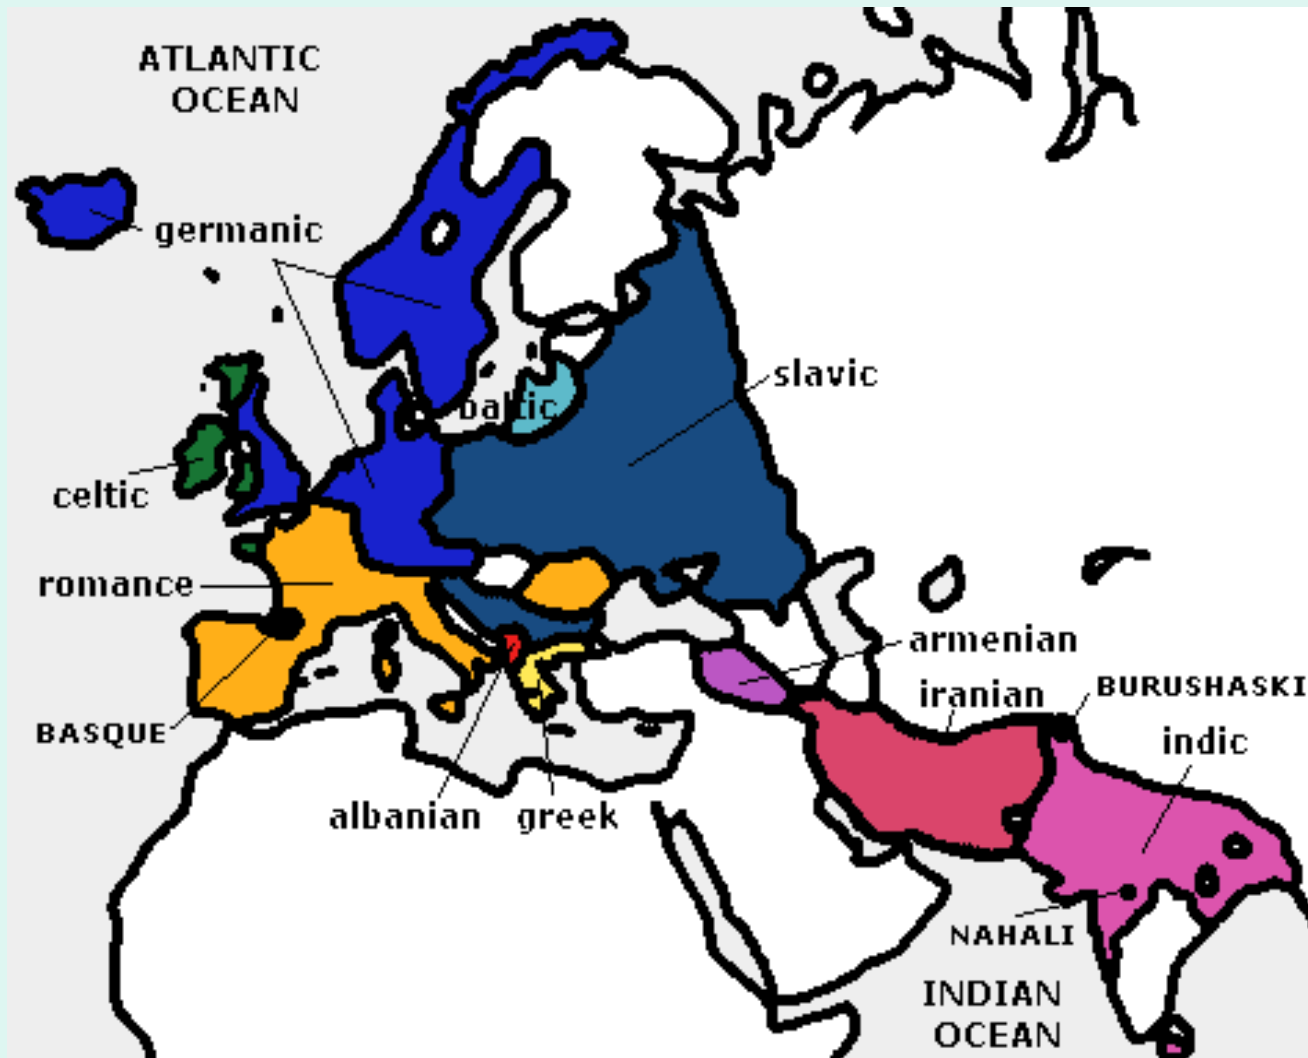 ATLANTIC
OCEAN
germanic
slavic
baltic
celtic
romance
armenian
iranian
BURUSHASKI
BASQUE
indic
albanian
greek
NAHALI
INDIAN
OCEAN